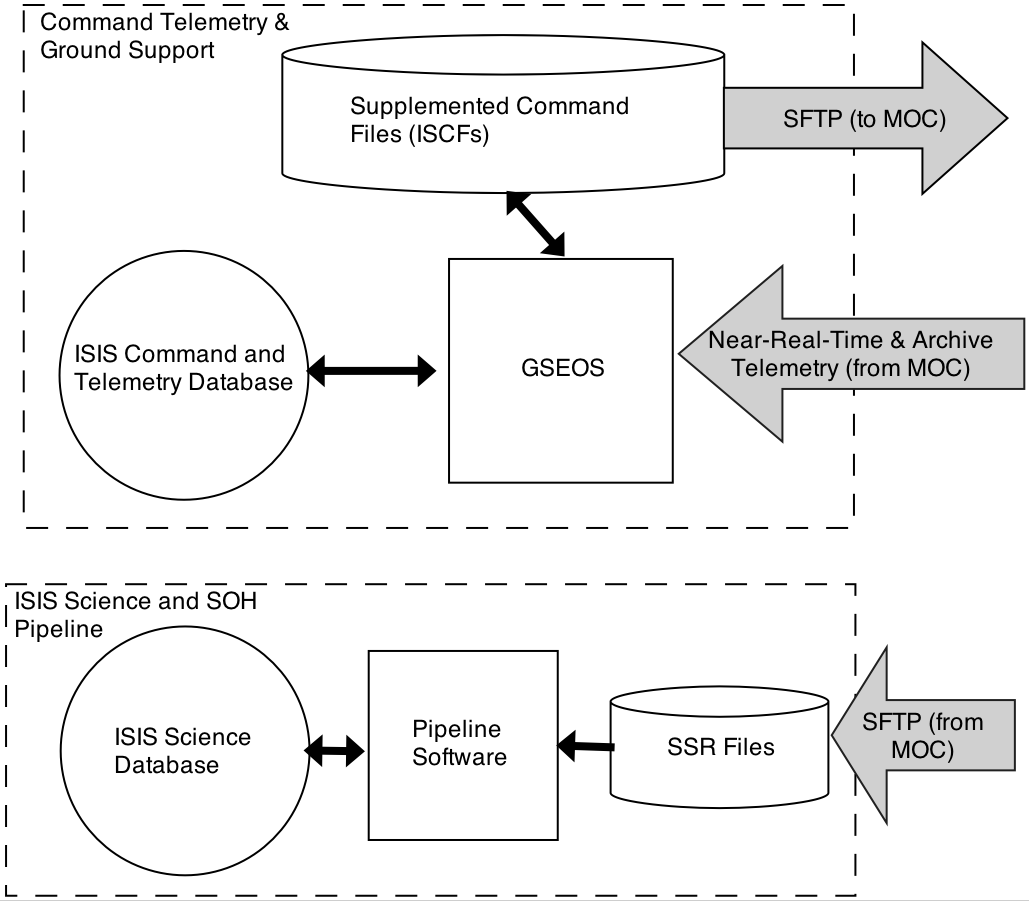 Command Telemetry &
Ground Support
Supplemented Command
Files (ISCFs)
SFTP (to MOC)
ISIS Command and
Telemetry Database
GSEOS
Near-Real-Time & Archive
Telemetry (from MOC)
ISIS Science and SOH
Pipeline
ISIS Science
Database
Pipeline
Software
SSR Files
SFTP (from
MOC)